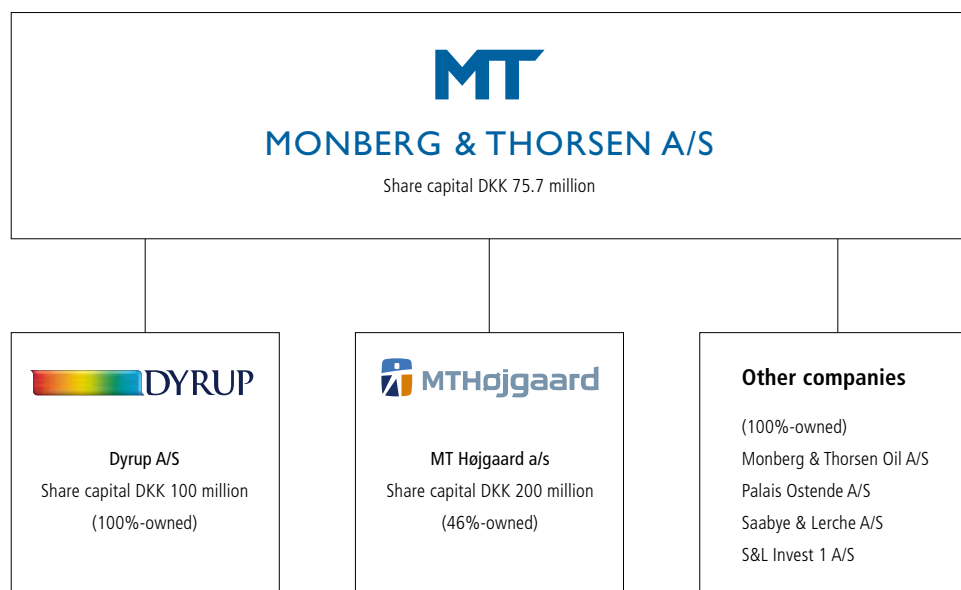 MT
MONBERG & THORSEN A/S
Share capital DKK 75.7 million
DYRUP
Dyrup A/S
Share capital DKK 100 million
(100%-owned)
MTHøjgaard
MT Højgaard a/s
Share capital DKK 200 million
(46%-owned)
Other companies
(100%-owned)
Monberg & Thorsen Oil A/S
Palais Ostende A/S
Saabye & Lerche A/S
S&L Invest 1 A/S